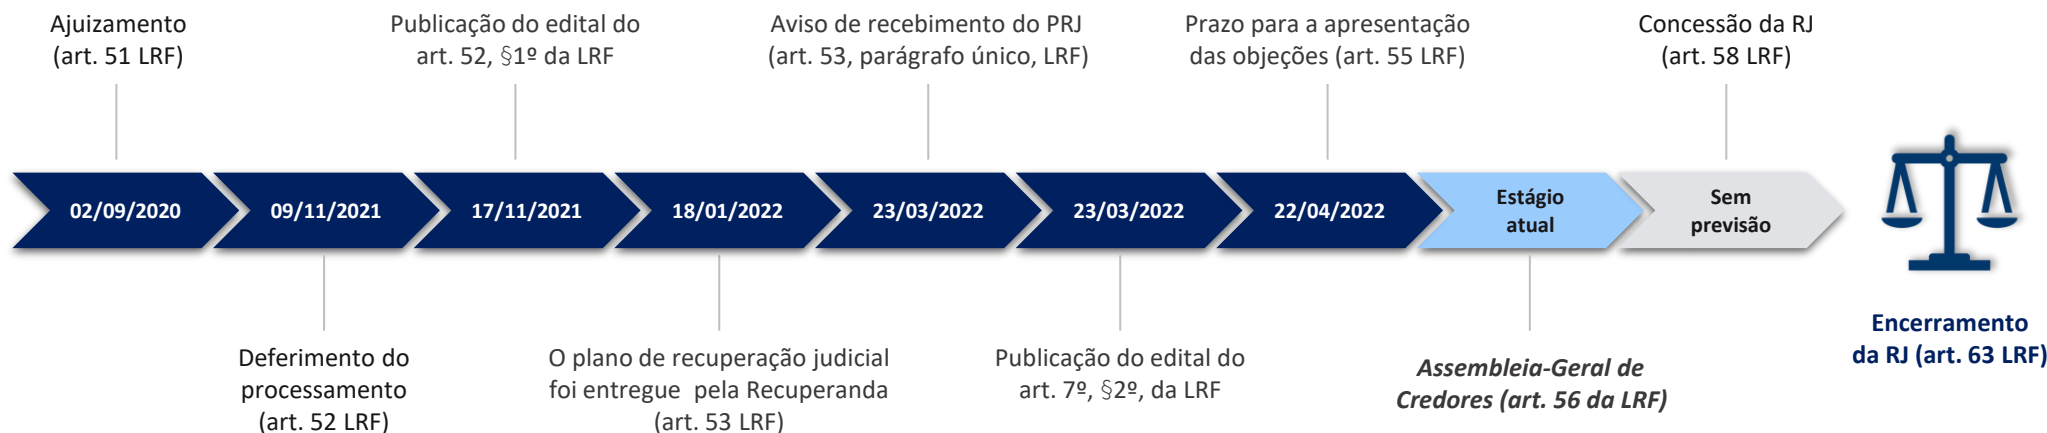 Ajuizamento
(art. 51 LRF)
Publicação do edital do
art. 52, §1º da LRF
Aviso de recebimento do PRJ
(art. 53, parágrafo único, LRF)
Prazo para a apresentação
das objeções (art. 55 LRF)
Concessão da RJ
(art. 58 LRF)
02/09/2020
09/11/2021
17/11/2021
18/01/2022
23/03/2022
23/03/2022
22/04/2022
Estágio
atual
Sem
previsão
Deferimento do
processamento
(art. 52 LRF)
O plano de recuperação judicial
foi entregue pela Recuperanda
(art. 53 LRF)
Publicação do edital do
art. 7º, §2º, da LRF
Assembleia-Geral de
Credores (art. 56 da LRF)
Encerramento
da RJ (art. 63 LRF)